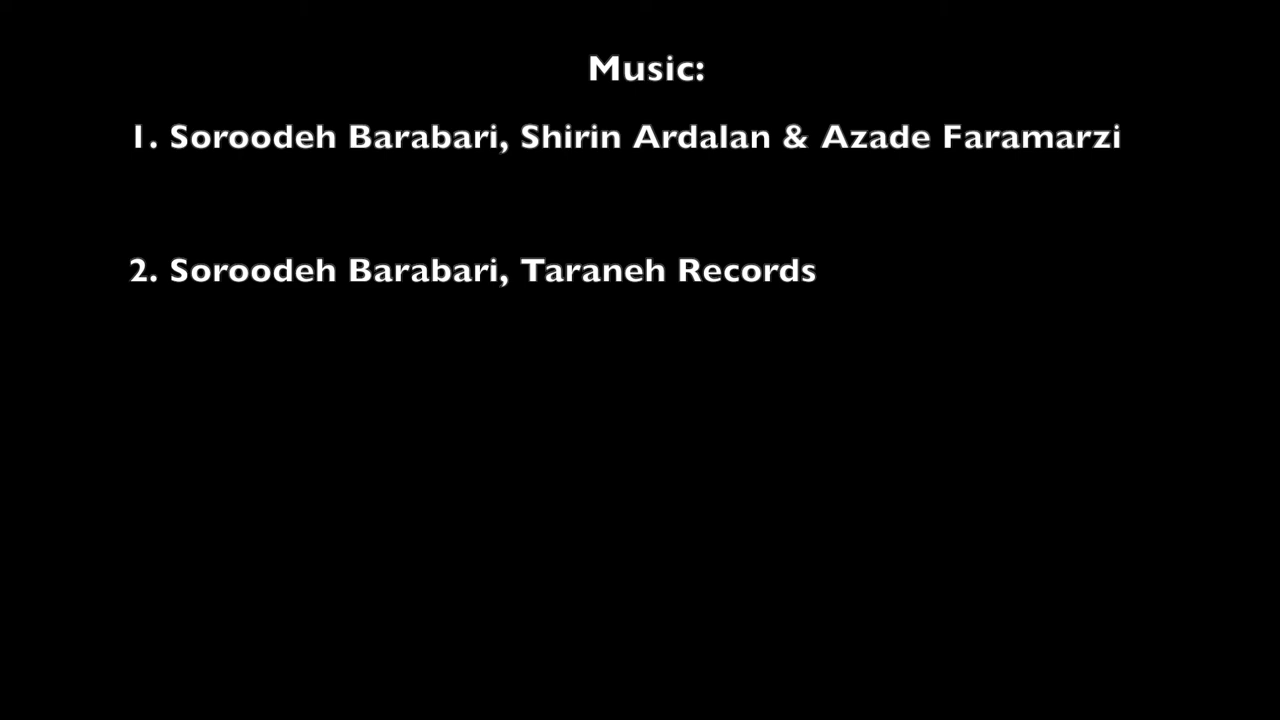 Music:
1. Soroodeh Barabari, Shirin Ardalan & Azade Faramarzi
2. Soroodeh Barabari, Taraneh Records